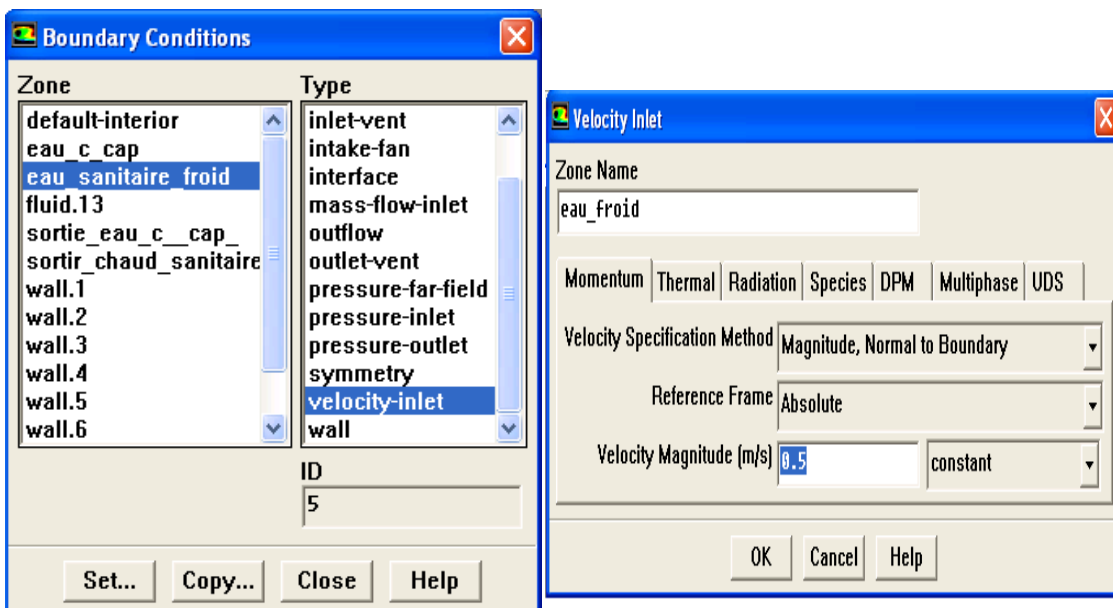 Boundary Conditions
Zone
default-interior
eau_c_cap
eau_sanitaire_froid
fluid.13
sortie_eau_c__cap_
sortir_chaud_sanitaire
wall.1
wall.2
wall.3
wall.4
wall.5
wall.6
Type
inlet-vent
intake-fan
interface
mass-flow-inlet
outflow
outlet-vent
pressure-far-field
pressure-inlet
pressure-outlet
symmetry
velocity-inlet
wall
ID
5
Set... Copy... Close Help
Velocity Inlet
Zone Name
eau_froid
Momentum Thermal Radiation Species DPM Multiphase UDS
Velocity Specification Method Magnitude, Normal to Boundary
Reference Frame Absolute
Velocity Magnitude (m/s) 0.5 constant
OK Cancel Help